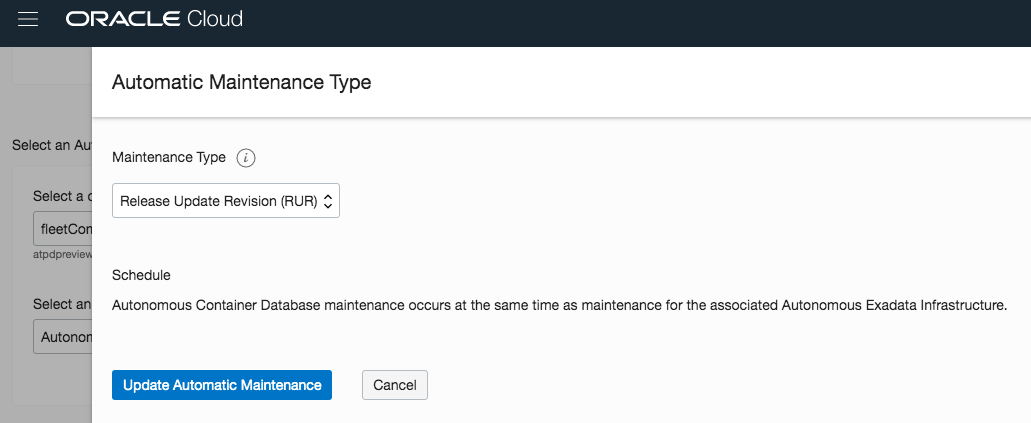 ORACLE Cloud
Automatic Maintenance Type
Select an Au
Maintenance Type i
Select a c
Release Update Revision (RUR)
fleetCon
atpdpreview
Schedule
Select an
Autonomous Container Database maintenance occurs at the same time as maintenance for the associated Autonomous Exadata Infrastructure.
Autonon
Update Automatic Maintenance
Cancel